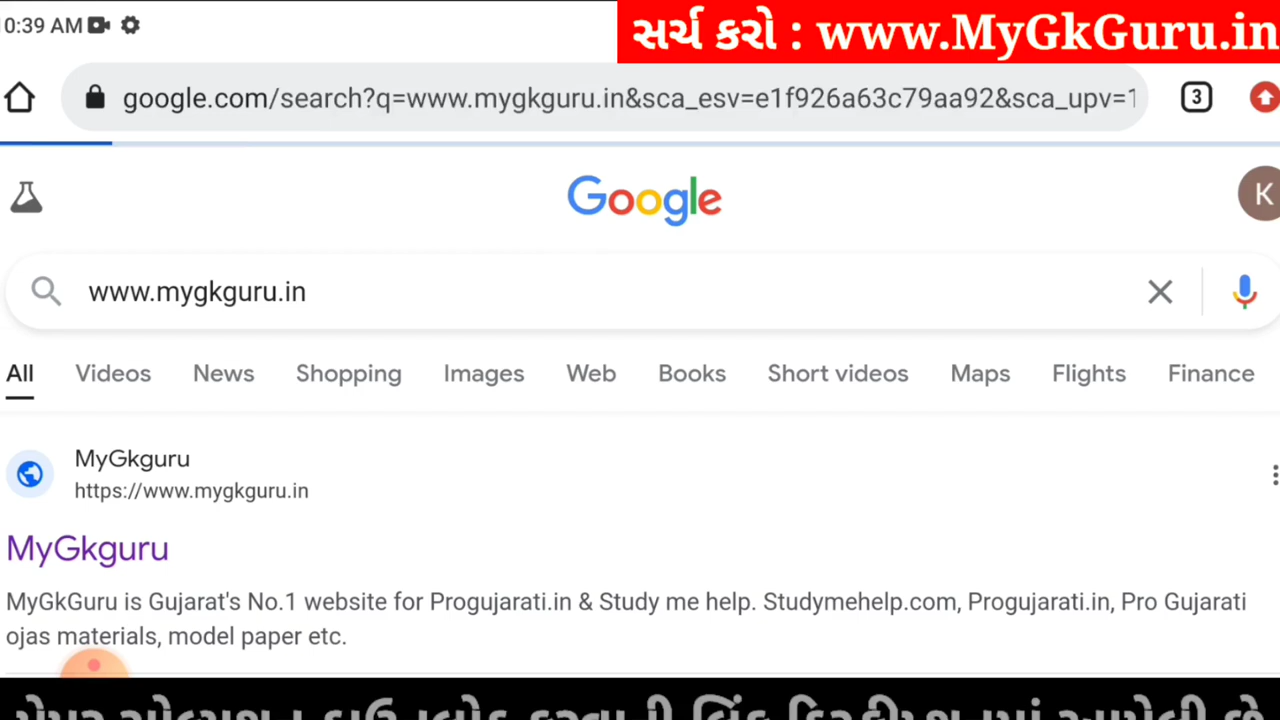 0:39 AM
સર્ચ કરો : www.MyGkGuru.in
google.com/search?q=www.mygkguru.in&sca_esv=e1f926a63c79aa92&sca_upv=1
3
Google
K
www.mygkguru.in
All Videos News Shopping Images Web Books Short videos Maps Flights Finance
MyGkguru
https://www.mygkguru.in
MyGkguru
MyGkGuru is Gujarat's No.1 website for Progujarati.in & Study me help. Studymehelp.com, Progujarati.in, Pro Gujarati
ojas materials, model paper etc.